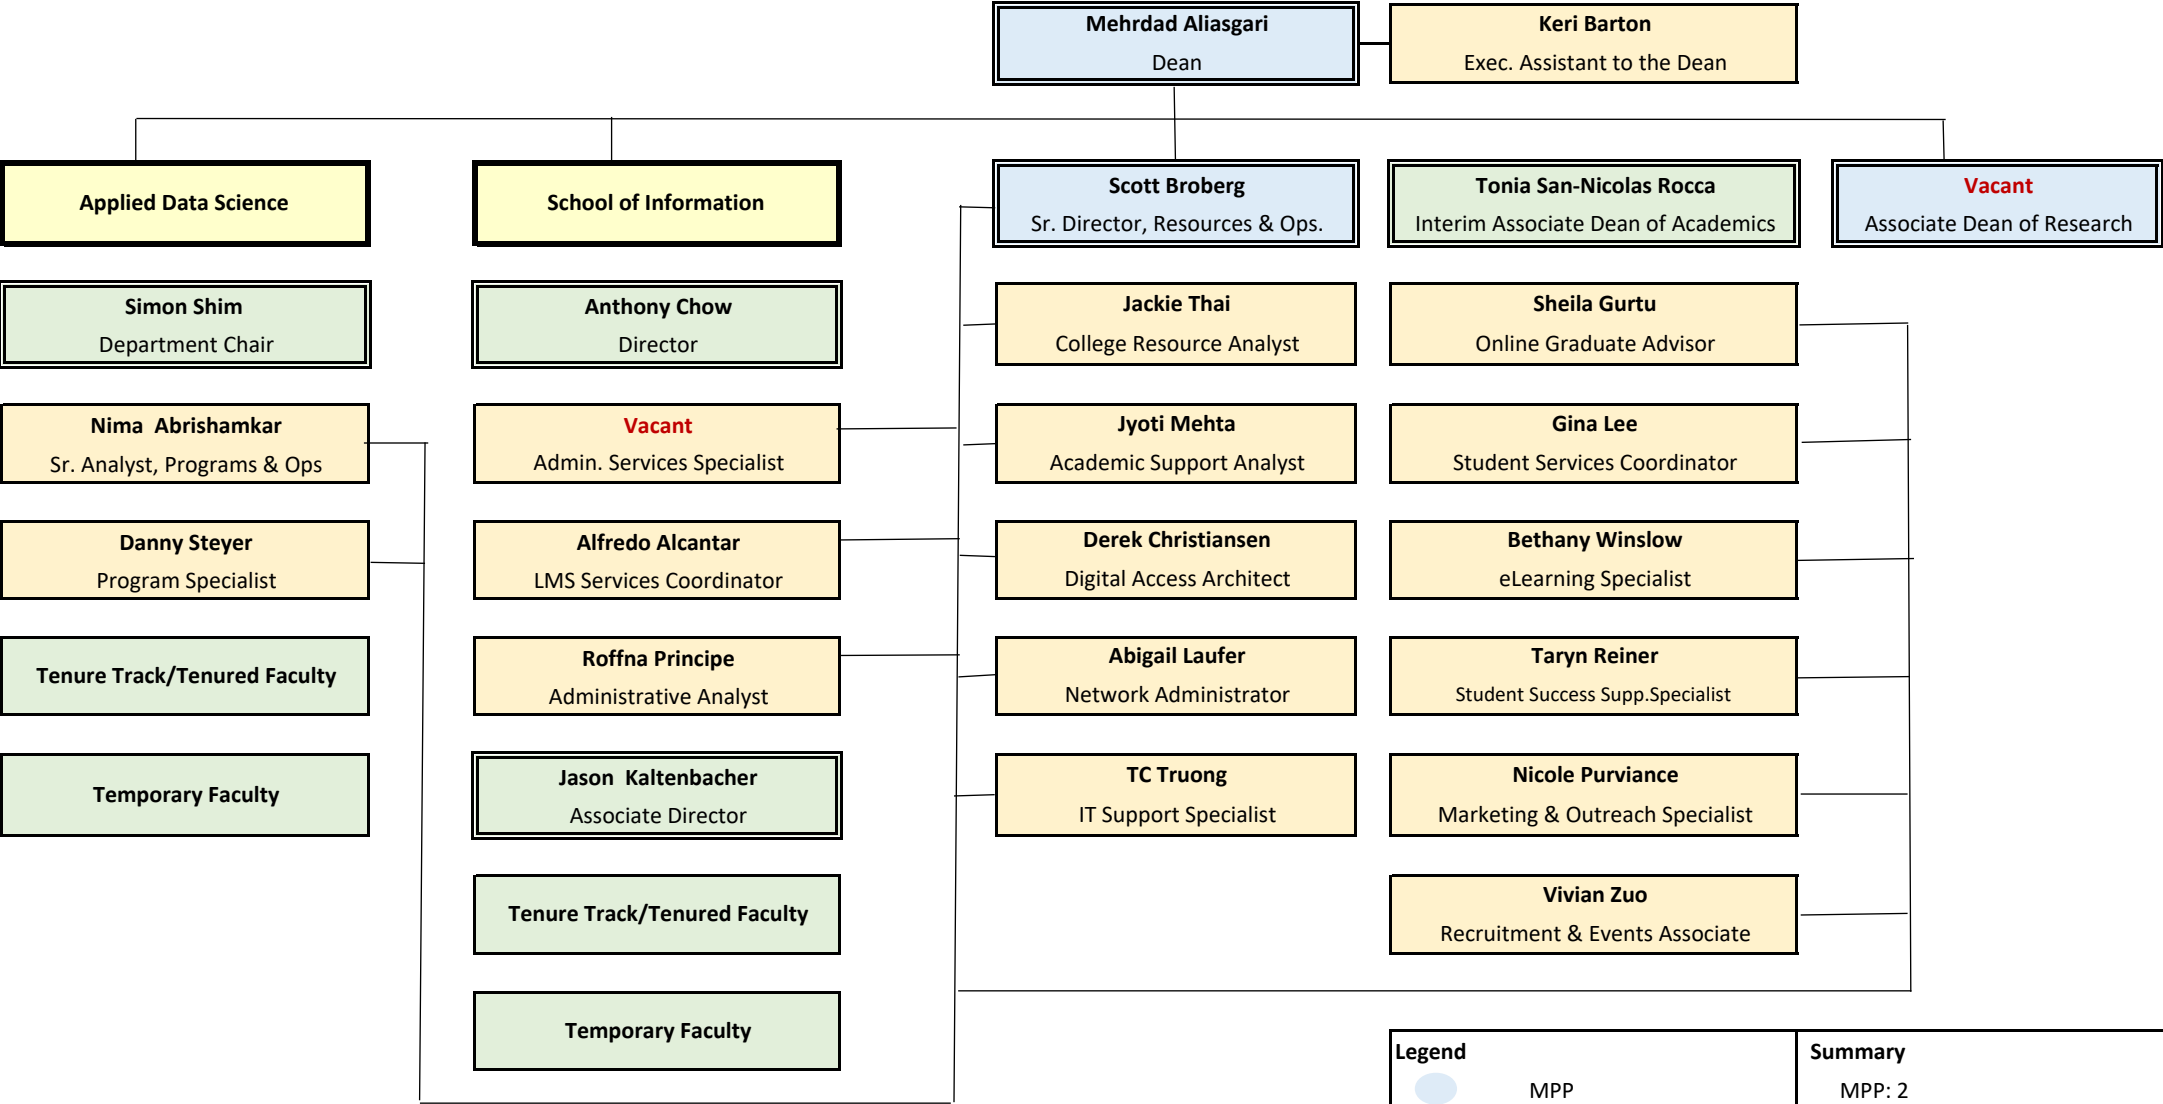 Mehrdad Aliasgari
Dean
Keri Barton
Exec. Assistant to the Dean
Applied Data Science
School of Information
Scott Broberg
Sr. Director, Resources & Ops.
Tonia San-Nicolas Rocca
Interim Associate Dean of Academics
Vacant
Associate Dean of Research
Simon Shim
Department Chair
Anthony Chow
Director
Jackie Thai
College Resource Analyst
Sheila Gurtu
Online Graduate Advisor
Nima  Abrishamkar
Sr. Analyst, Programs & Ops
Vacant
Admin. Services Specialist
Jyoti Mehta
Academic Support Analyst
Gina Lee
Student Services Coordinator
Danny Steyer
Program Specialist
Alfredo Alcantar
LMS Services Coordinator
Derek Christiansen
Digital Access Architect
Bethany Winslow
eLearning Specialist
Tenure Track/Tenured Faculty
Roffna Principe
Administrative Analyst
Abigail Laufer
Network Administrator
Taryn Reiner
Student Success Supp.Specialist
Temporary Faculty
Jason  Kaltenbacher
Associate Director
TC Truong
IT Support Specialist
Nicole Purviance
Marketing & Outreach Specialist
Tenure Track/Tenured Faculty
Vivian Zuo
Recruitment & Events Associate
Temporary Faculty
Legend
MPP
Summary
MPP: 2